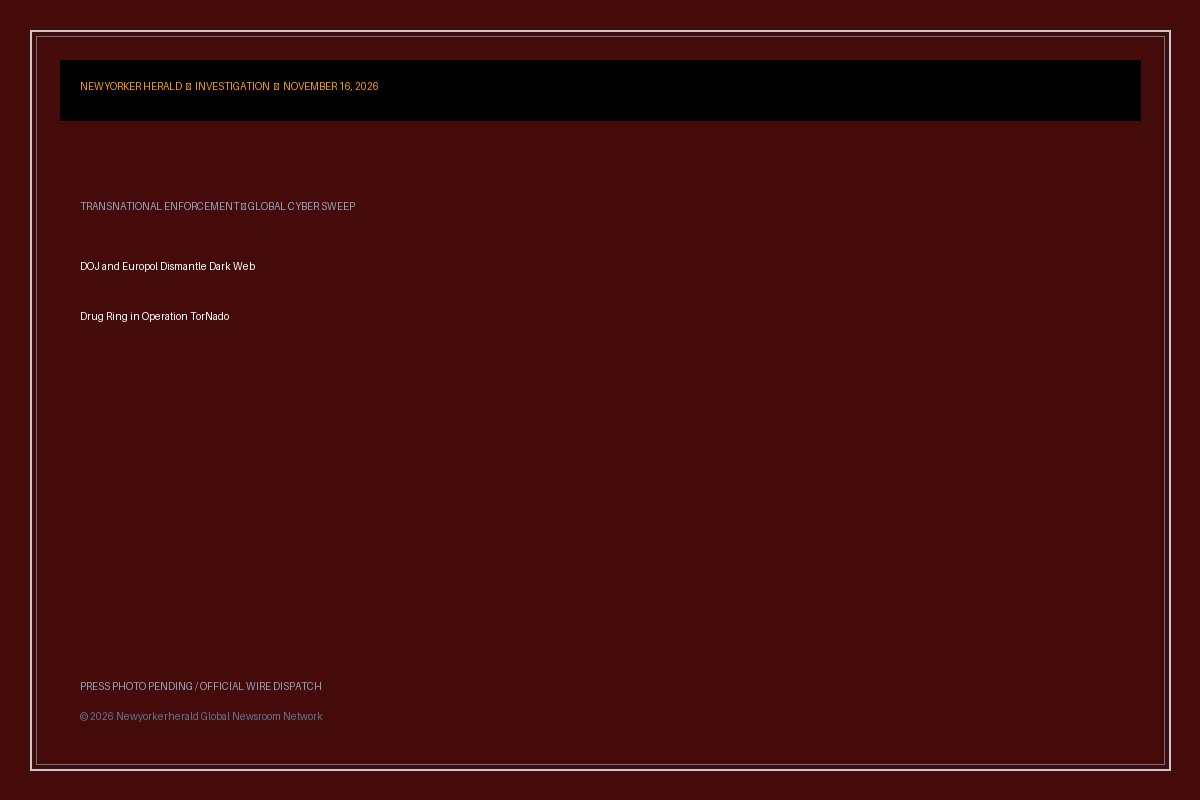 NEWYORKER HERALD ☒ INVESTIGATION ☒ NOVEMBER 16, 2026
TRANSNATIONAL ENFORCEMENT ☒ GLOBAL CYBER SWEEP
DOJ and Europol Dismantle Dark Web
Drug Ring in Operation TorNado
PRESS PHOTO PENDING / OFFICIAL WIRE DISPATCH
© 2026 Newyorkerherald Global Newsroom Network